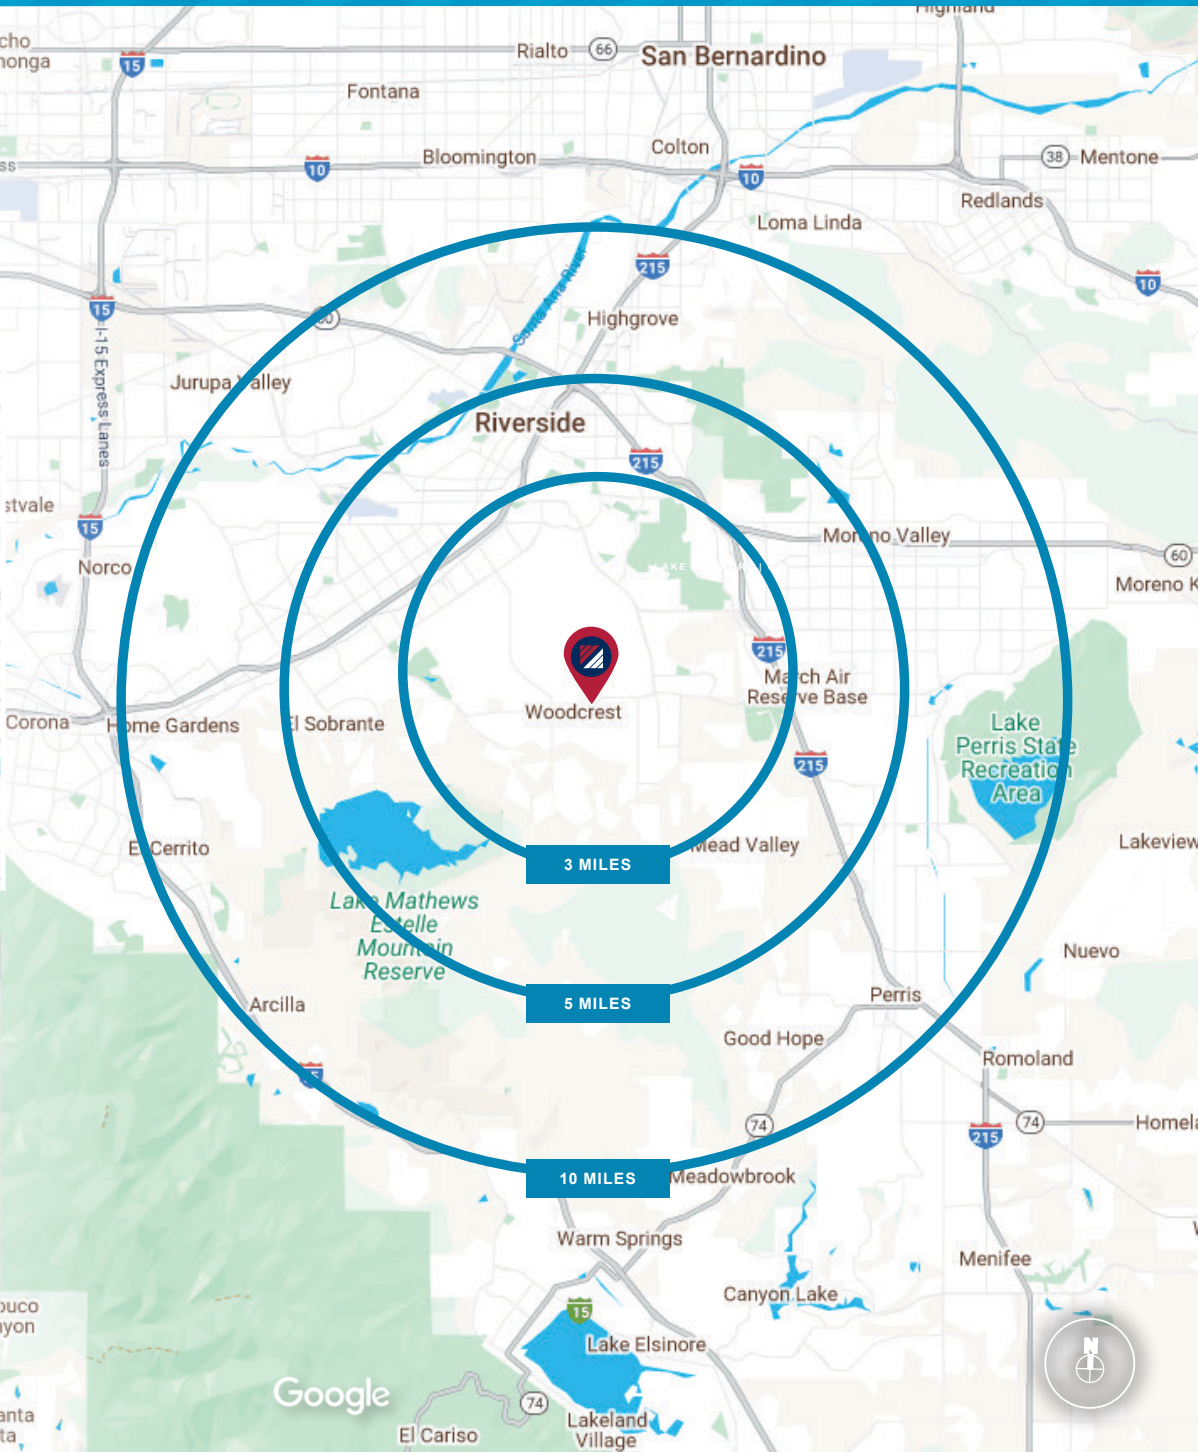 Highland
cho
nonga
15
Rialto
66
San Bernardino
Fontana
Bloomington
Colton
10
10
38
Mentone
Redlands
Loma Linda
215
10
15
Santa Ana River
Highgrove
I-15 Express Lanes
Jurupa Valley
Riverside
215
stvale
15
Moreno Valley
60
Norco
LAKE
Moreno K
215
March Air
Reserve Base
Woodcrest
Corona
Home Gardens
El Sobrante
Lake
Perris State
Recreation
Area
215
El Cerrito
3 MILES
Mead Valley
Lakeview
Lake Mathews
Estelle
Mountain
Reserve
Nuevo
5 MILES
Perris
Arcilla
Good Hope
Romoland
15
74
215
74
Homela
10 MILES
Meadowbrook
Warm Springs
Menifee
Canyon Lake
15
Lake Elsinore
N
Google
74
Lakeland
Village
El Cariso